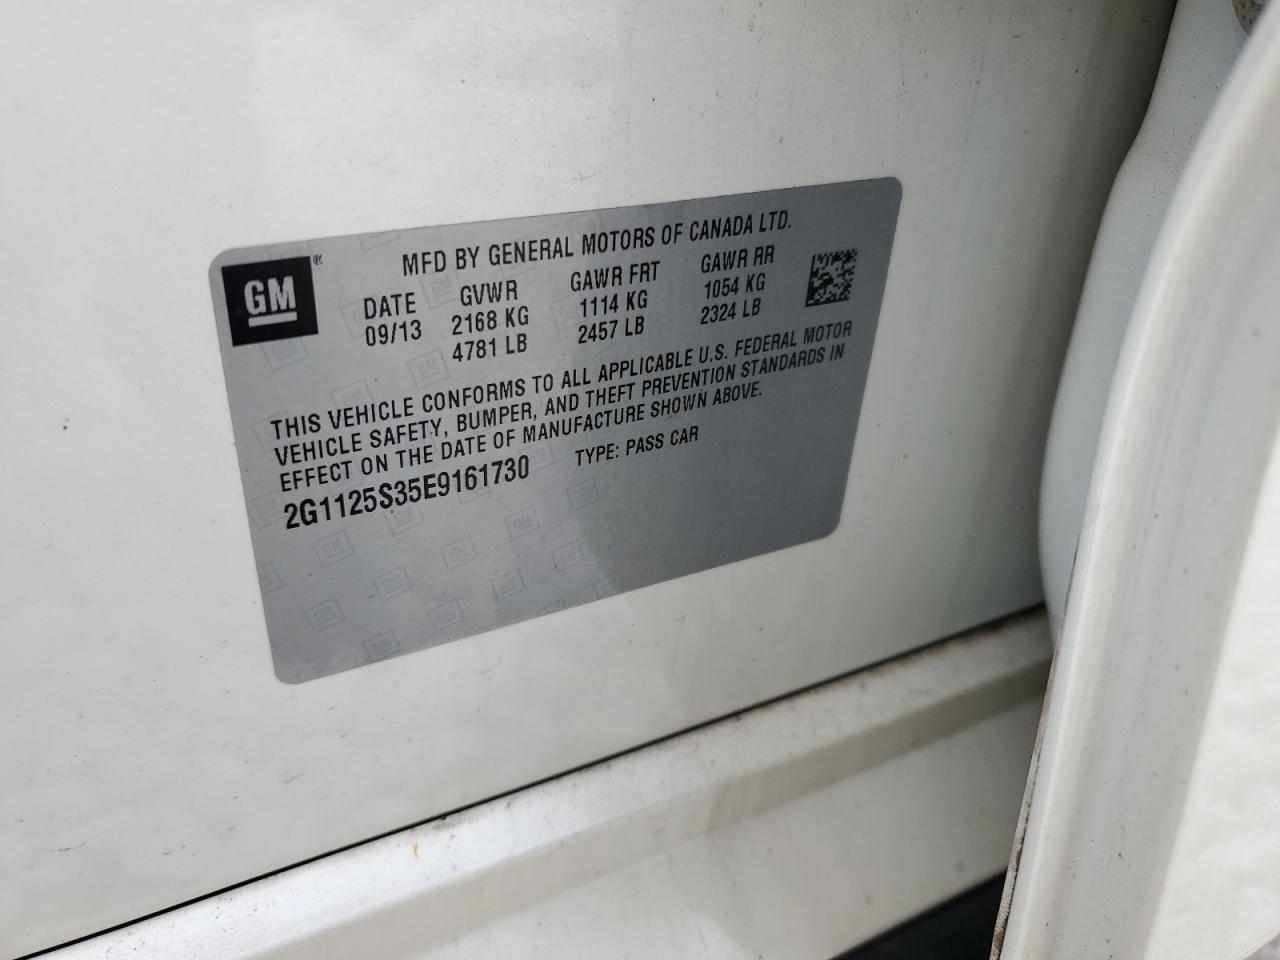 MFD BY GENERAL MOTORS OF CANADA LTD.
GM ®
DATE GVWR GAWR FRT GAWR RR
09/13 2168 KG 1114 KG 1054 KG
4781 LB 2457 LB 2324 LB
THIS VEHICLE CONFORMS TO ALL APPLICABLE U.S. FEDERAL MOTOR
VEHICLE SAFETY, BUMPER, AND THEFT PREVENTION STANDARDS IN
EFFECT ON THE DATE OF MANUFACTURE SHOWN ABOVE.
2G1125S35E9161730 TYPE: PASS CAR